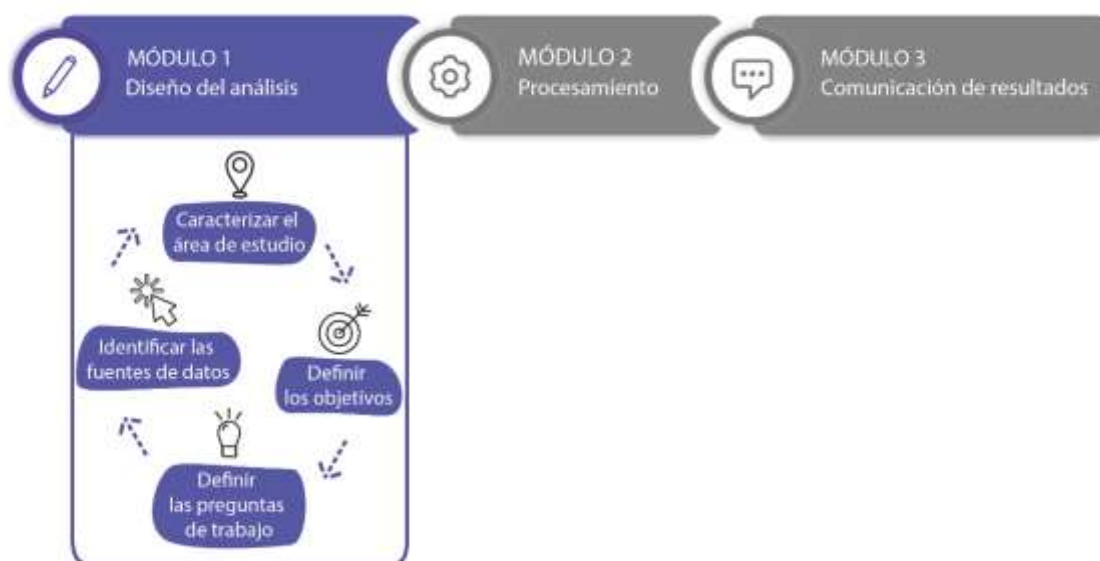 MÓDULO 1
Diseño del análisis
MÓDULO 2
Procesamiento
MÓDULO 3
Comunicación de resultados
Caracterizar el
área de estudio
Definir
los objetivos
Definir
las preguntas
de trabajo
Identificar las
fuentes de datos